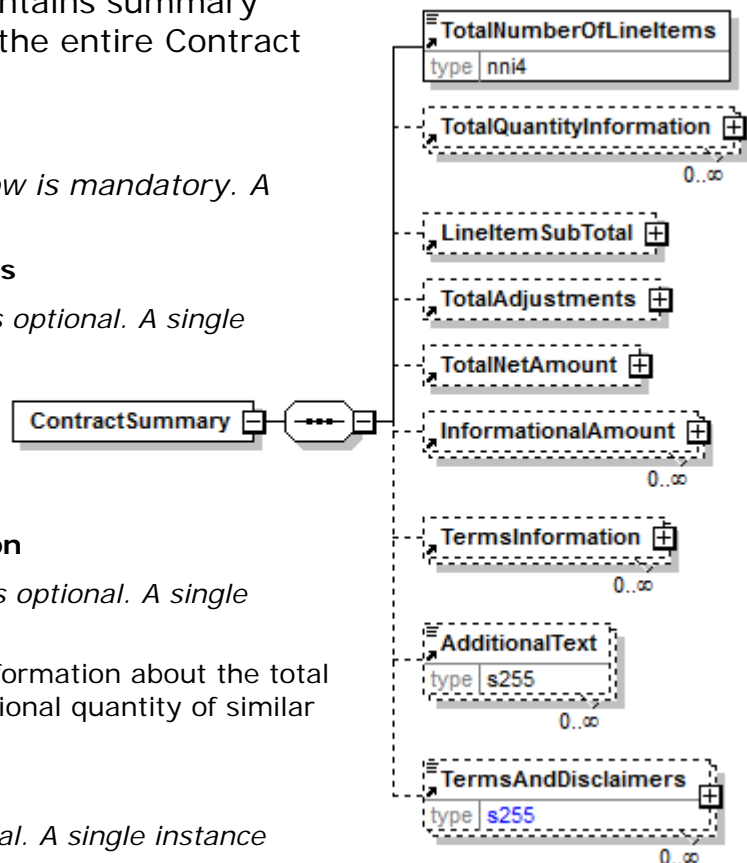 ntains summary
the entire Contract
ow is mandatory. A
s
s optional. A single
on
s optional. A single
formation about the total
ional quantity of similar
al. A single instance
ContractSummary
TotalNumberOfLineItems
type nni4
TotalQuantityInformation
0..∞
LineItemSubTotal
TotalAdjustments
TotalNetAmount
InformationalAmount
0..∞
TermsInformation
0..∞
AdditionalText
type s255
0..∞
TermsAndDisclaimers
type s255
0..∞